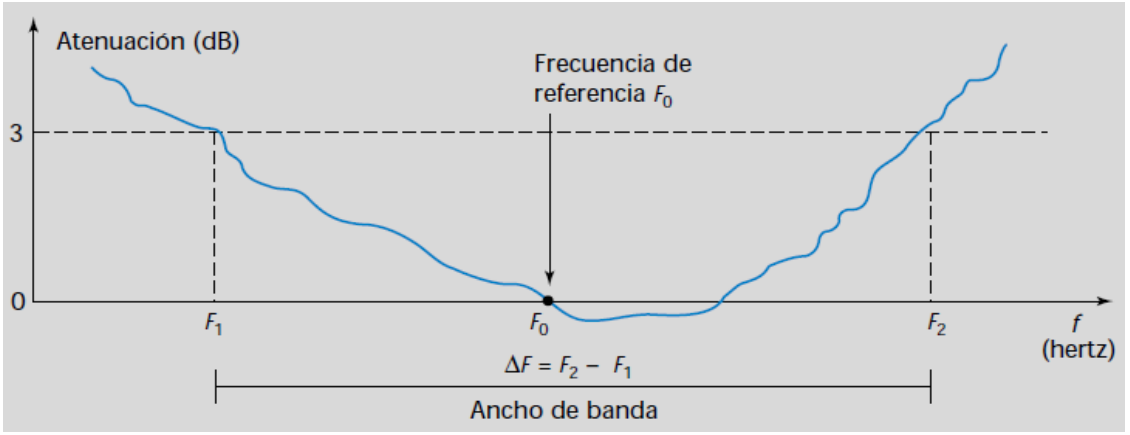 Atenuación (dB)
Frecuencia de
referencia F₀
3
0
F₁
F₀
F₂
f
(hertz)
ΔF = F₂ – F₁
Ancho de banda